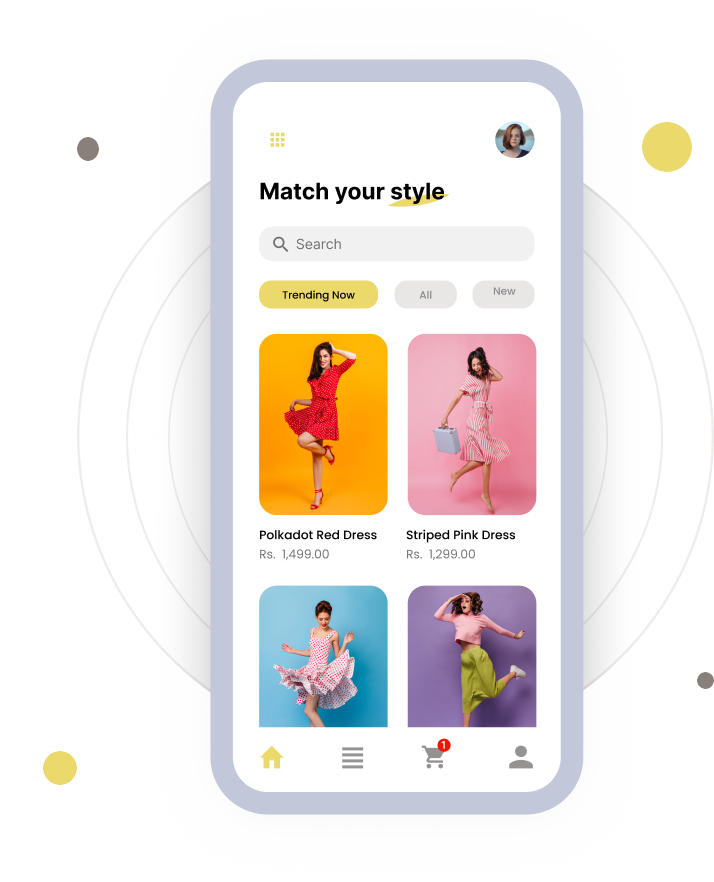 Match your style
Search
Trending Now
All
New
Polkadot Red Dress
Striped Pink Dress
Rs. 1,499.00
Rs. 1,299.00
1